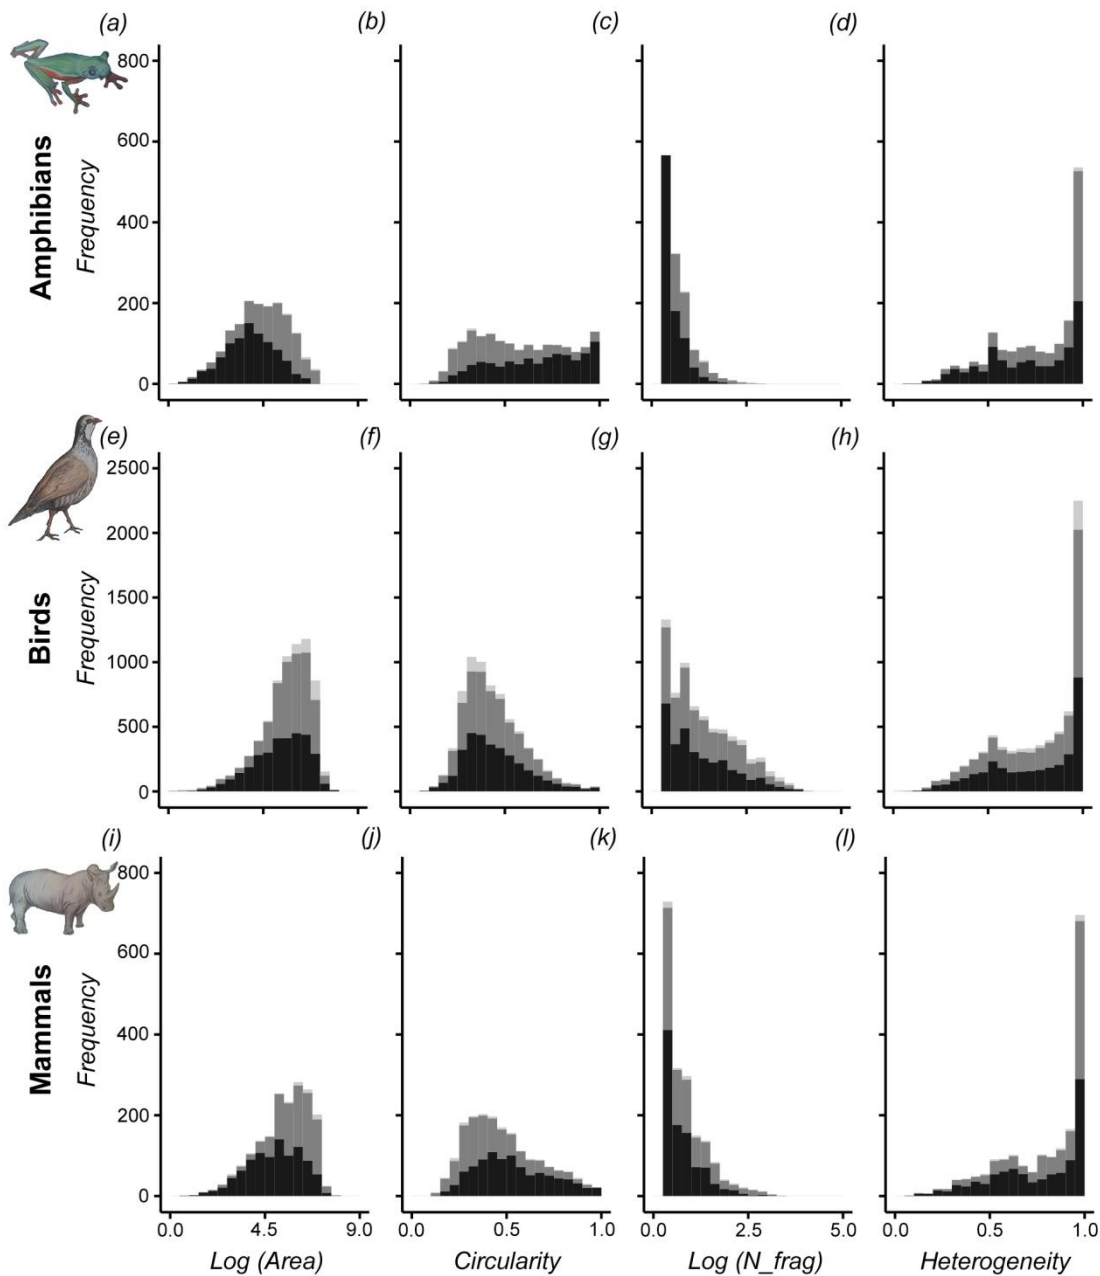 (a) (b) (c) (d)
800
600
400
200
0
Frequency
Amphibians
(e) (f) (g) (h)
2500
2000
1500
1000
500
0
Frequency
Birds
(i) (j) (k) (l)
800
600
400
200
0
Frequency
Mammals
0.0 4.5 9.0 0.0 0.5 1.0 0.0 2.5 5.0 0.0 0.5 1.0
Log (Area) Circularity Log (N_frag) Heterogeneity